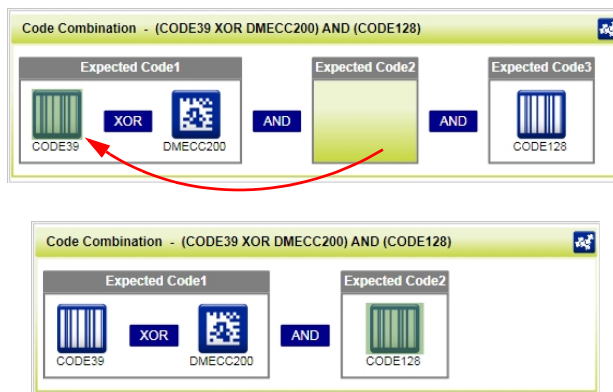 Code Combination - (CODE39 XOR DMECC200) AND (CODE128)
Expected Code1 Expected Code2 Expected Code3
XOR AND AND
CODE39 DMECC200 CODE128
Code Combination - (CODE39 XOR DMECC200) AND (CODE128)
Expected Code1 Expected Code2
XOR AND
CODE39 DMECC200 CODE128